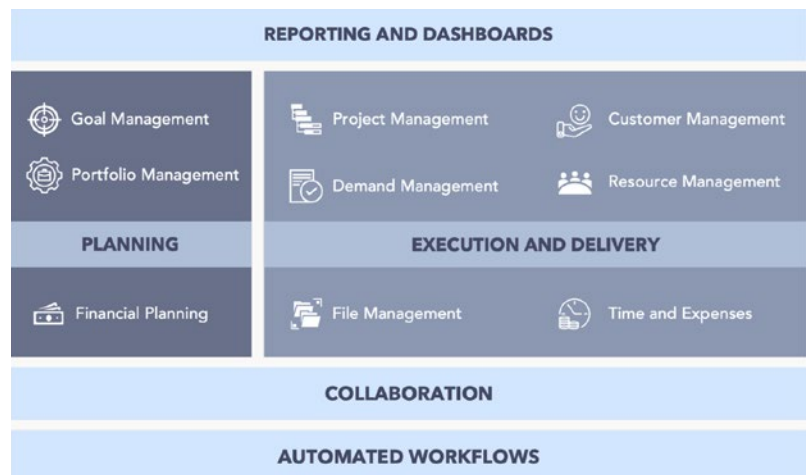 REPORTING AND DASHBOARDS
Goal Management
Portfolio Management
PLANNING
Financial Planning
Project Management
Customer Management
Demand Management
Resource Management
EXECUTION AND DELIVERY
File Management
Time and Expenses
COLLABORATION
AUTOMATED WORKFLOWS